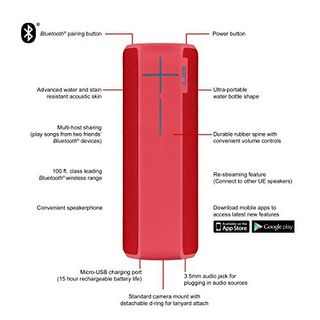 Bluetooth® pairing button
Power button
Advanced water and stain
resistant acoustic skin
Ultra-portable
water bottle shape
Multi-host sharing
(play songs from two friends'
Bluetooth® devices)
Durable rubber spine with
convenient volume controls
100 ft. class leading
Bluetooth® wireless range
Re-streaming feature
(Connect to other UE speakers)
Convenient speakerphone
Download mobile apps to
access latest new features
Available on the
App Store
Google play
Micro-USB charging port
(15 hour rechargeable battery life)
3.5mm audio jack for
plugging in audio sources
Standard camera mount with
detachable d-ring for lanyard attach